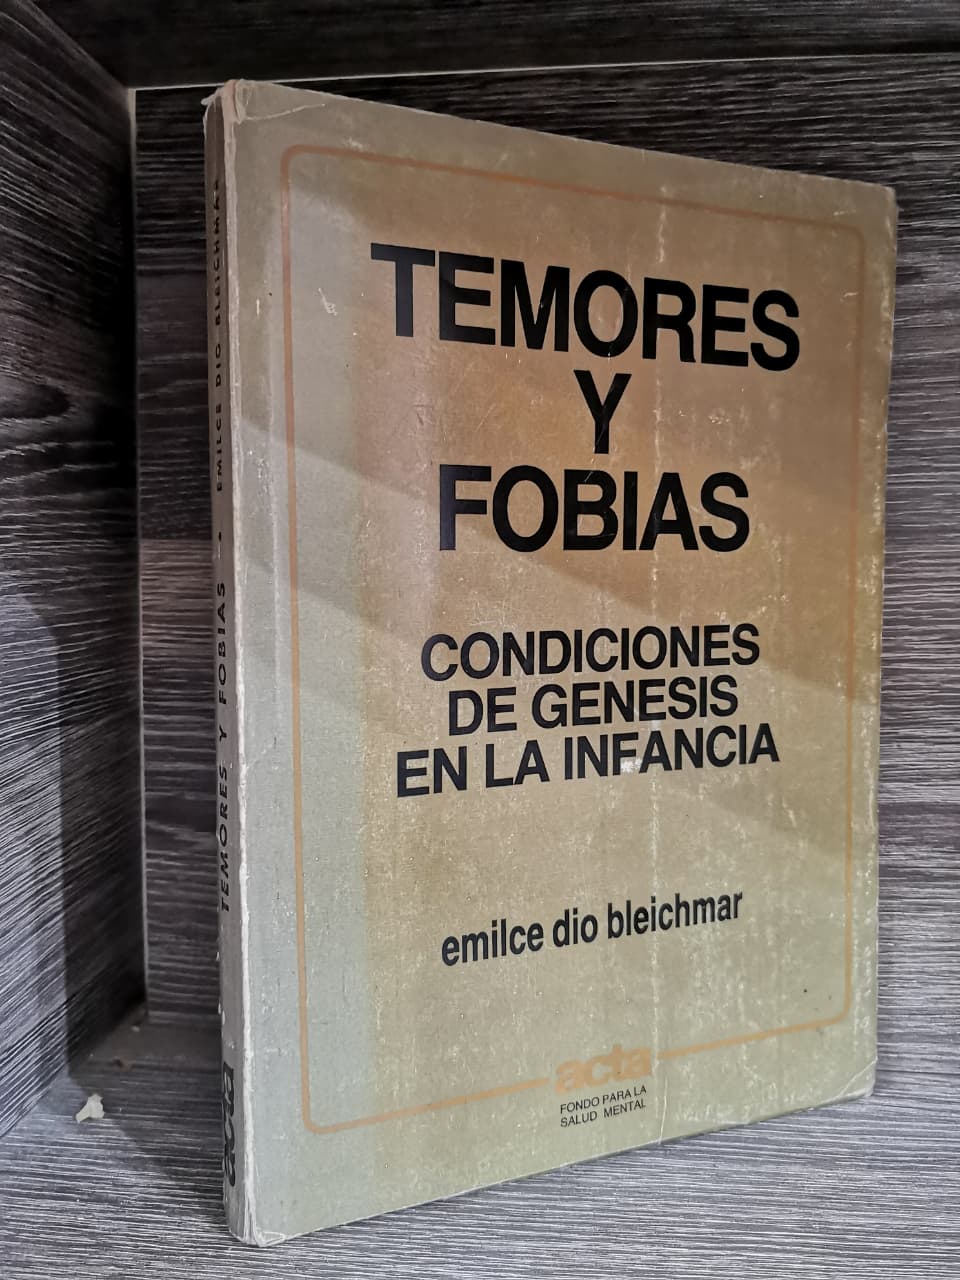 TEMORES
Y
FOBIAS
CONDICIONES
DE GENESIS
EN LA INFANCIA
emilce dio bleichmar
acta
FONDO PARA LA
SALUD MENTAL
acta
TEMORES Y FOBIAS • EMILCE DIO BLEICHMAR